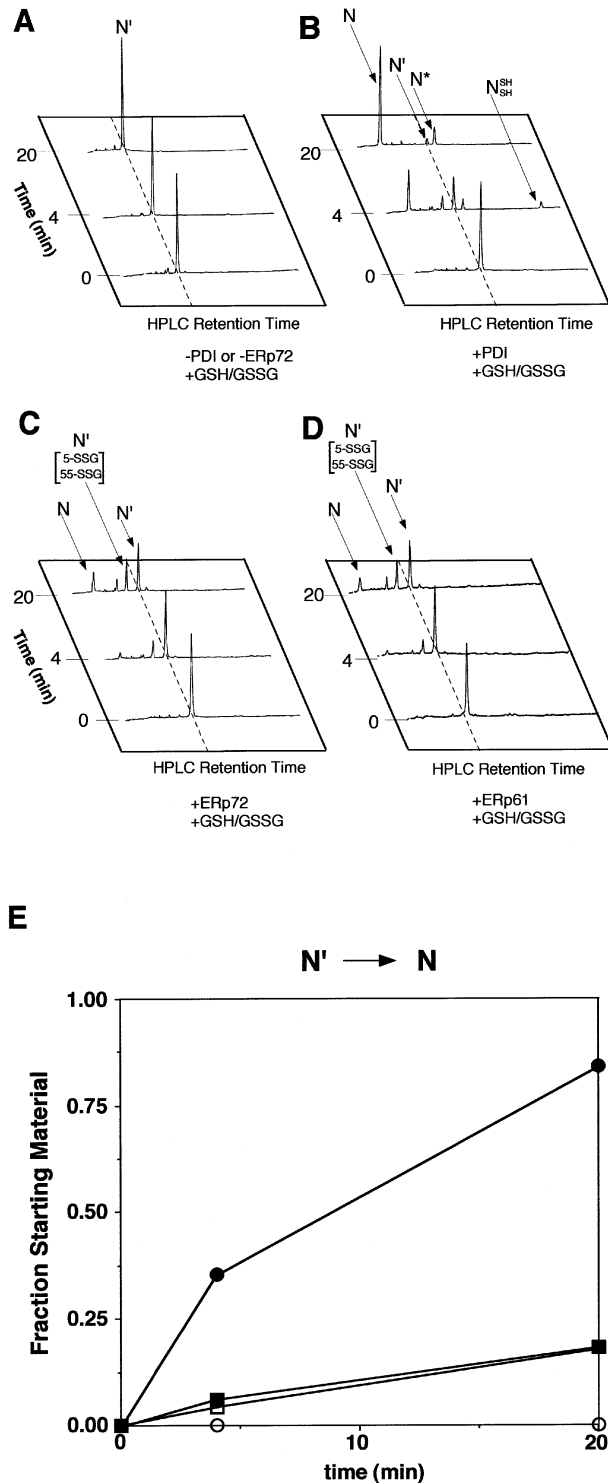 A
N'
20
4
0
Time (min)
HPLC Retention Time
-PDI or -ERp72
+GSH/GSSG
B
N
N'
N*
N SH SH
20
4
0
HPLC Retention Time
+PDI
+GSH/GSSG
C
N'
[5-SSG
55-SSG]
N
N'
20
4
0
Time (min)
HPLC Retention Time
+ERp72
+GSH/GSSG
D
N'
[5-SSG
55-SSG]
N
N'
20
4
0
HPLC Retention Time
+ERp61
+GSH/GSSG
E
N' → N
Fraction Starting Material
1.00
0.75
0.50
0.25
0.00
0
10
20
time (min)